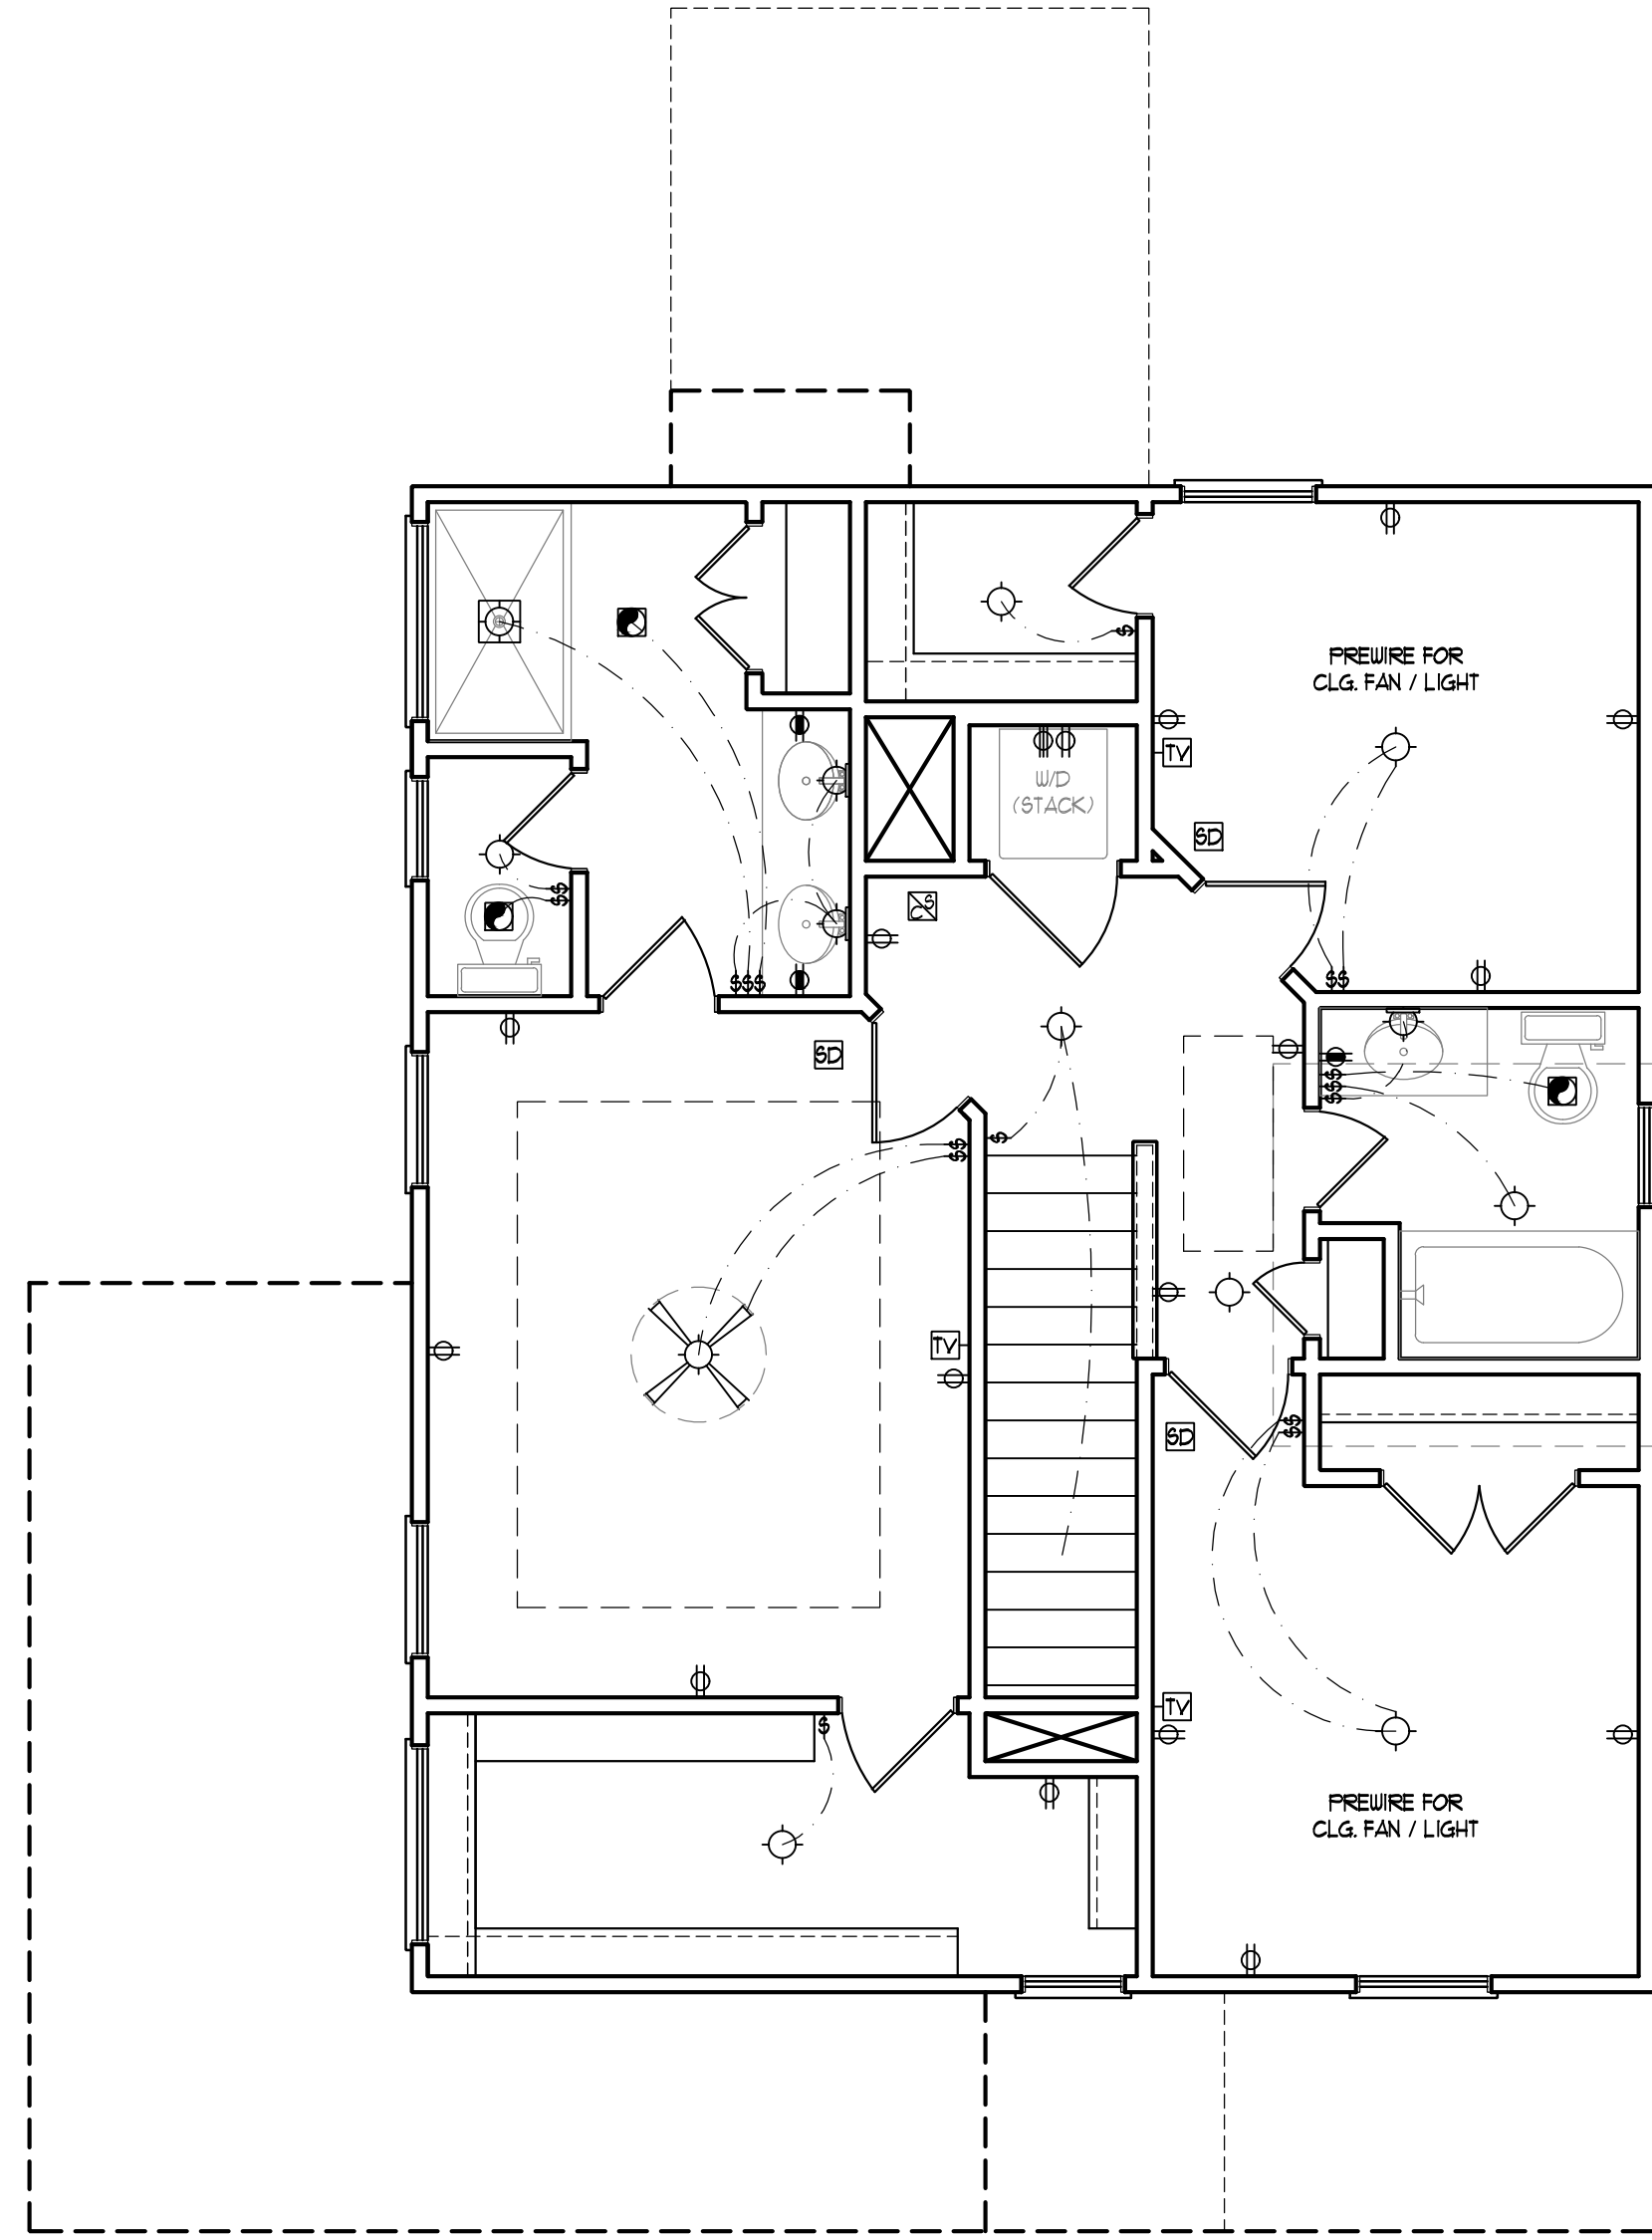 $
PREWIRE FOR
CLG. FAN / LIGHT
TV
W/D
(STACK)
SD
$$
C S
$$$
$$
SD
$$$
$$
$
TV
$$
SD
TV
$
PREWIRE FOR
CLG. FAN / LIGHT